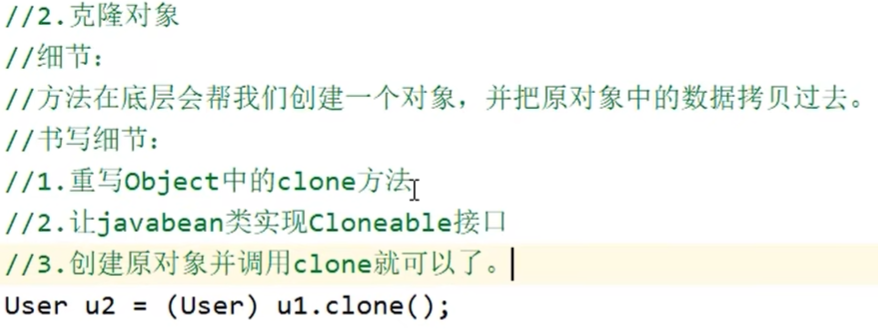 //2.克隆对象
//细节：
//方法在底层会帮我们创建一个对象，并把原对象中的数据拷贝过去。
//书写细节：
//1.重写Object中的clone方法
//2.让javabean类实现Cloneable接口
//3.创建原对象并调用clone就可以了。
User u2 = (User) u1.clone();